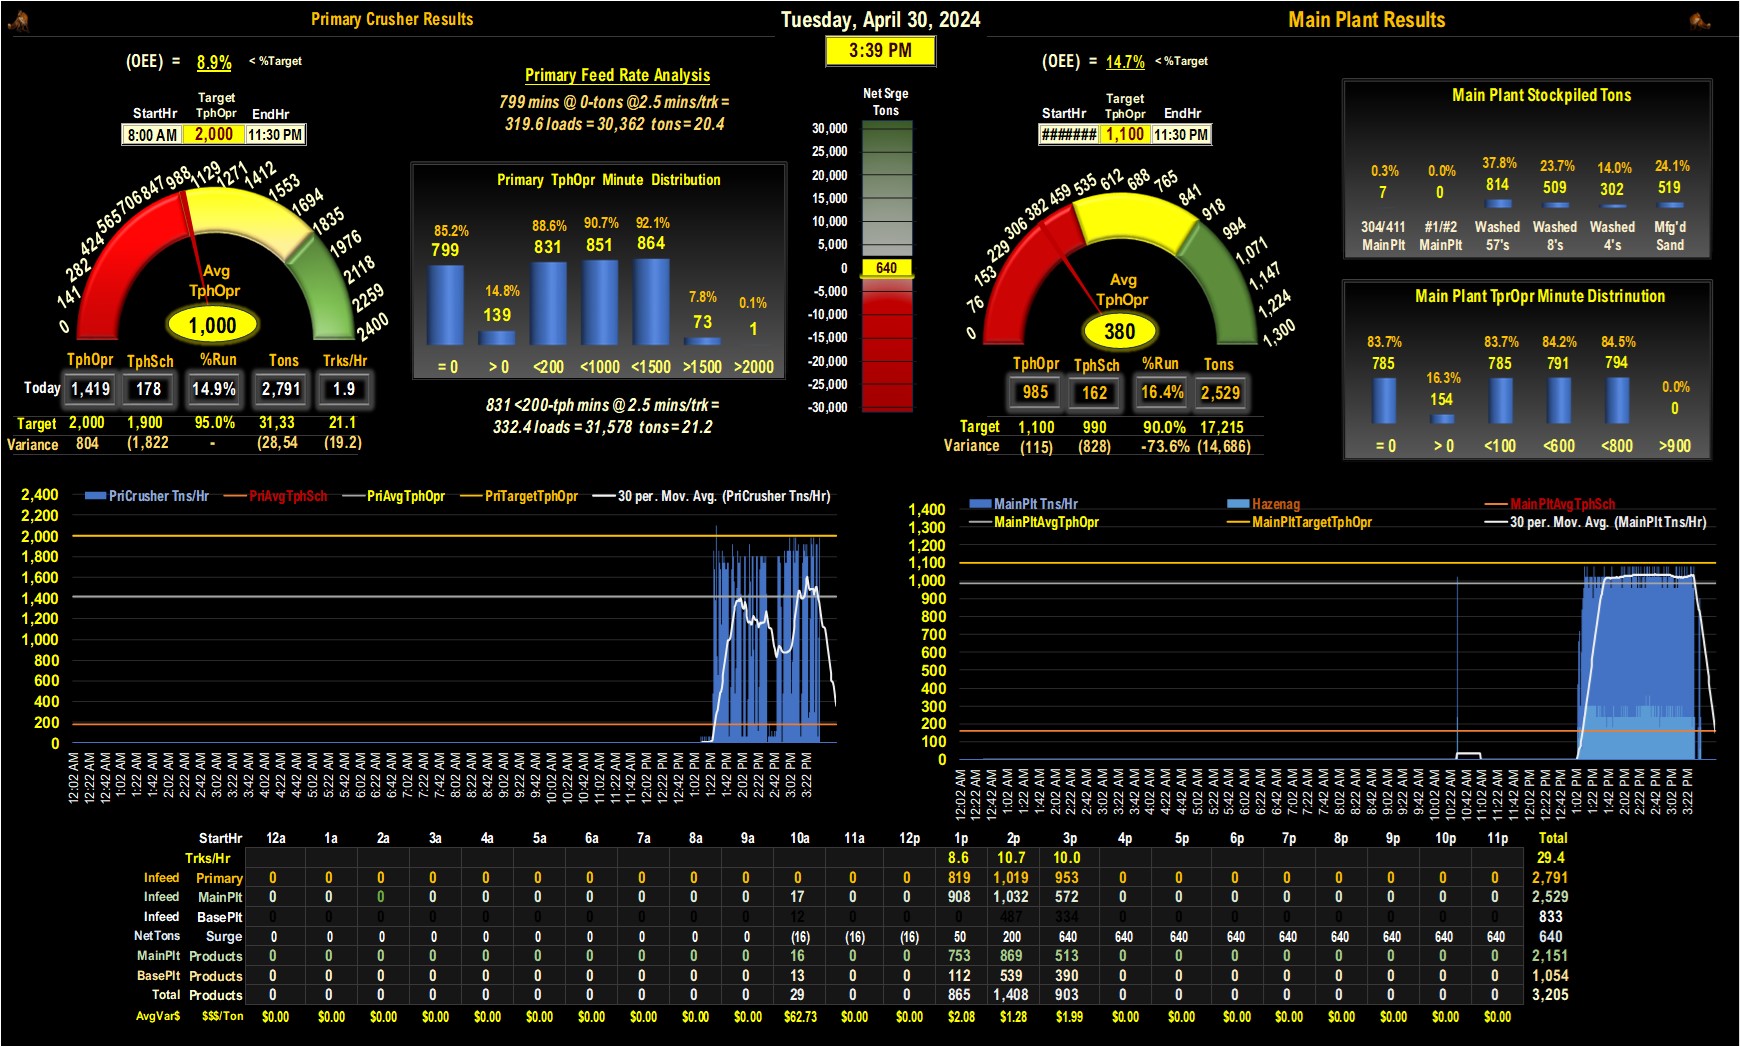 Primary Crusher Results
Tuesday, April 30, 2024
Main Plant Results
3:39 PM
(OEE) = 8.9% < %Target
Target
StartHr TphOpr EndHr
8:00 AM 2,000 11:30 PM
0 141 282 424 565 706 847 988 1129 1271 1412 1553 1694 1835 1976 2118 2259 2400
Avg
TphOpr
1,000
TphOpr TphSch %Run Tons Trks/Hr
Today 1,419 178 14.9% 2,791 1.9
Target 2,000 1,900 95.0% 31,33 21.1
Variance 804 (1,822 - (28,54 (19.2)
Primary Feed Rate Analysis
799 mins @ 0-tons @2.5 mins/trk =
319.6 loads = 30,362 tons = 20.4
Primary TphOpr Minute Distribution
85.2% 14.8% 88.6% 90.7% 92.1% 7.8% 0.1%
799 139 831 851 864 73 1
= 0 > 0 <200 <1000 <1500 >1500 >2000
831 <200-tph mins @ 2.5 mins/trk =
332.4 loads = 31,578 tons = 21.2
Net Srge
Tons
30,000
25,000
20,000
15,000
10,000
5,000
0 640
-5,000
-10,000
-15,000
-20,000
-25,000
-30,000
(OEE) = 14.7% < %Target
Target
StartHr TphOpr EndHr
####### 1,100 11:30 PM
0 76 153 229 306 382 459 535 612 688 765 841 918 994 1,071 1,147 1,224 1,300
Avg
TphOpr
380
TphOpr TphSch %Run Tons
985 162 16.4% 2,529
Target 1,100 990 90.0% 17,215
Variance (115) (828) -73.6% (14,686)
Main Plant Stockpiled Tons
0.3% 0.0% 37.8% 23.7% 14.0% 24.1%
7 0 814 509 302 519
304/411 #1/#2 Washed Washed Washed Mfg'd
MainPlt MainPlt 57's 8's 4's Sand
Main Plant TprOpr Minute Distrinution
83.7% 16.3% 83.7% 84.2% 84.5% 0.0%
785 154 785 791 794 0
= 0 > 0 <100 <600 <800 >900
PriCrusher Tns/Hr PriAvgTphSch PriAvgTphOpr PriTargetTphOpr 30 per. Mov. Avg. (PriCrusher Tns/Hr)
2,400
2,200
2,000
1,800
1,600
1,400
1,200
1,000
800
600
400
200
0
12:02 AM 12:22 AM 12:42 AM 1:02 AM 1:22 AM 1:42 AM 2:02 AM 2:22 AM 2:42 AM 3:02 AM 3:22 AM 3:42 AM 4:02 AM 4:22 AM 4:42 AM 5:02 AM 5:22 AM 5:42 AM 6:02 AM 6:22 AM 6:42 AM 7:02 AM 7:22 AM 7:42 AM 8:02 AM 8:22 AM 8:42 AM 9:02 AM 9:22 AM 9:42 AM 10:02 AM 10:22 AM 10:42 AM 11:02 AM 11:22 AM 11:42 AM 12:02 PM 12:22 PM 12:42 PM 1:02 PM 1:22 PM 1:42 PM 2:02 PM 2:22 PM 2:42 PM 3:02 PM 3:22 PM
MainPlt Tns/Hr Hazenag MainPltAvgTphSch
MainPltAvgTphOpr MainPltTargetTphOpr 30 per. Mov. Avg. (MainPlt Tns/Hr)
1,400
1,300
1,200
1,100
1,000
900
800
700
600
500
400
300
200
100
0
12:02 AM 12:22 AM 12:42 AM 1:02 AM 1:22 AM 1:42 AM 2:02 AM 2:22 AM 2:42 AM 3:02 AM 3:22 AM 3:42 AM 4:02 AM 4:22 AM 4:42 AM 5:02 AM 5:22 AM 5:42 AM 6:02 AM 6:22 AM 6:42 AM 7:02 AM 7:22 AM 7:42 AM 8:02 AM 8:22 AM 8:42 AM 9:02 AM 9:22 AM 9:42 AM 10:02 AM 10:22 AM 10:42 AM 11:02 AM 11:22 AM 11:42 AM 12:02 PM 12:22 PM 12:42 PM 1:02 PM 1:22 PM 1:42 PM 2:02 PM 2:22 PM 2:42 PM 3:02 PM 3:22 PM
StartHr 12a 1a 2a 3a 4a 5a 6a 7a 8a 9a 10a 11a 12p 1p 2p 3p 4p 5p 6p 7p 8p 9p 10p 11p Total
Trks/Hr 8.6 10.7 10.0 29.4
Infeed Primary 0 0 0 0 0 0 0 0 0 0 0 0 0 819 1,019 953 0 0 0 0 0 0 0 0 2,791
Infeed MainPlt 0 0 0 0 0 0 0 0 0 0 17 0 0 908 1,032 572 0 0 0 0 0 0 0 0 2,529
Infeed BasePlt 0 0 0 0 0 0 0 0 0 0 12 0 0 0 487 334 0 0 0 0 0 0 0 0 833
NetTons Surge 0 0 0 0 0 0 0 0 0 0 (16) (16) (16) 50 200 640 640 640 640 640 640 640 640 640 640
MainPlt Products 0 0 0 0 0 0 0 0 0 0 16 0 0 753 869 513 0 0 0 0 0 0 0 0 2,151
BasePlt Products 0 0 0 0 0 0 0 0 0 0 13 0 0 112 539 390 0 0 0 0 0 0 0 0 1,054
Total Products 0 0 0 0 0 0 0 0 0 0 29 0 0 865 1,408 903 0 0 0 0 0 0 0 0 3,205
AvgVar$ $$$/Ton $0.00 $0.00 $0.00 $0.00 $0.00 $0.00 $0.00 $0.00 $0.00 $0.00 $62.73 $0.00 $0.00 $2.08 $1.28 $1.99 $0.00 $0.00 $0.00 $0.00 $0.00 $0.00 $0.00 $0.00